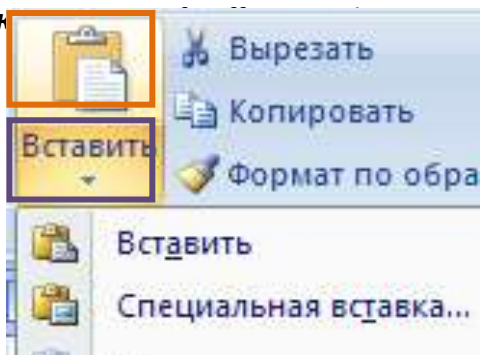 Вырезать
Копировать
Вставить
Формат по обра
Вставить
Специальная вставка...